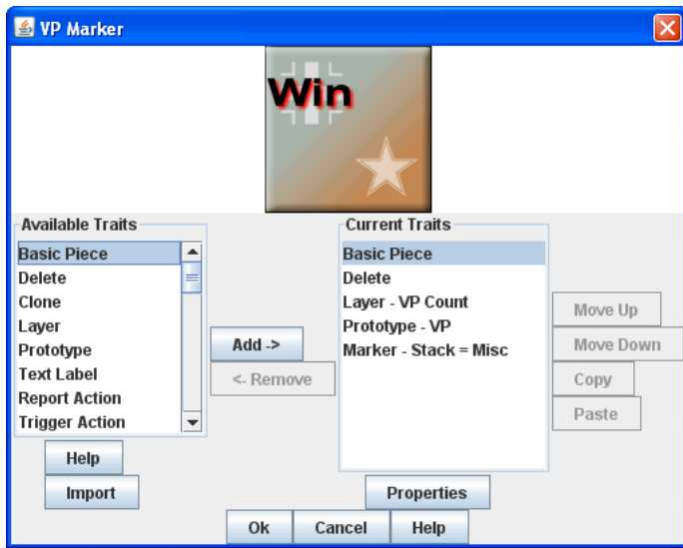 VP Marker
Win
Available Traits
Basic Piece
Delete
Clone
Layer
Prototype
Text Label
Report Action
Trigger Action
Add ->
<- Remove
Current Traits
Basic Piece
Delete
Layer - VP Count
Prototype - VP
Marker - Stack = Misc
Move Up
Move Down
Copy
Paste
Help
Import
Properties
Ok
Cancel
Help